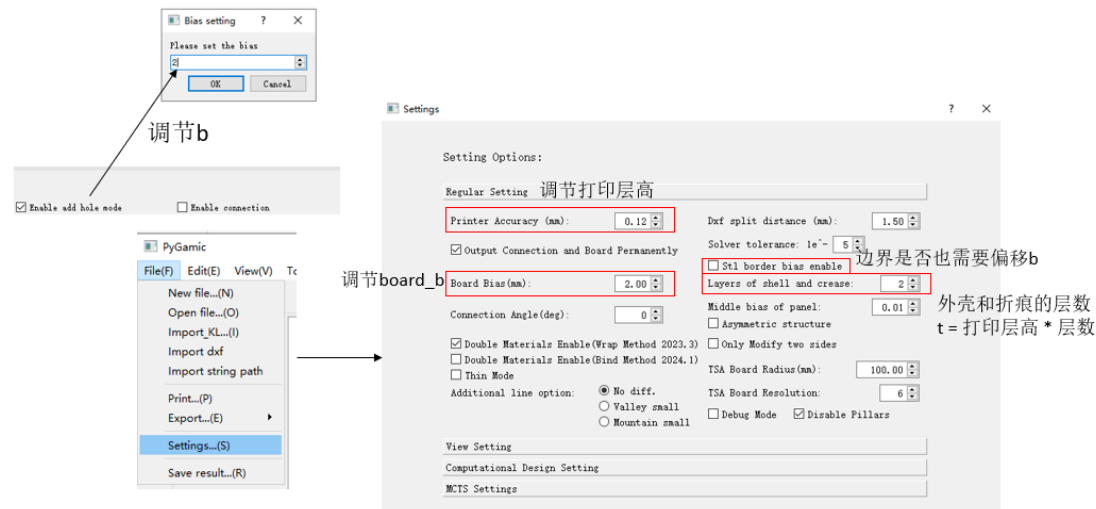 Bias setting ? ×
Please set the bias
2
OK Cancel
调节b
Enable add hole mode Enable connection
PyGamic
File(F) Edit(E) View(V)
New file...(N)
Open file...(O)
Import_KL...(I)
Import dxf
Import string path
Print...(P)
Export...(E)
Settings...(S)
Save result...(R)
Settings ? ×
Setting Options:
Regular Setting 调节打印层高
Printer Accuracy (mm): 0.12
Output Connection and Board Permanently
调节board_b
Board Bias(mm): 2.00
Connection Angle(deg): 0
Double Materials Enable(Wrap Method 2023.3)
Double Materials Enable(Bind Method 2024.1)
Thin Mode
Additional line option: No diff.
Valley small
Mountain small
Dxf split distance (mm): 1.50
Solver tolerance: 1e^- 5
Stl border bias enable
边界是否也需要偏移b
Layers of shell and crease: 2
外壳和折痕的层数
t = 打印层高 * 层数
Middle bias of panel: 0.01
Asymmetric structure
Only Modify two sides
TSA Board Radius(mm): 100.00
TSA Board Resolution: 6
Debug Mode Disable Pillars
View Setting
Computational Design Setting
MCTS Settings